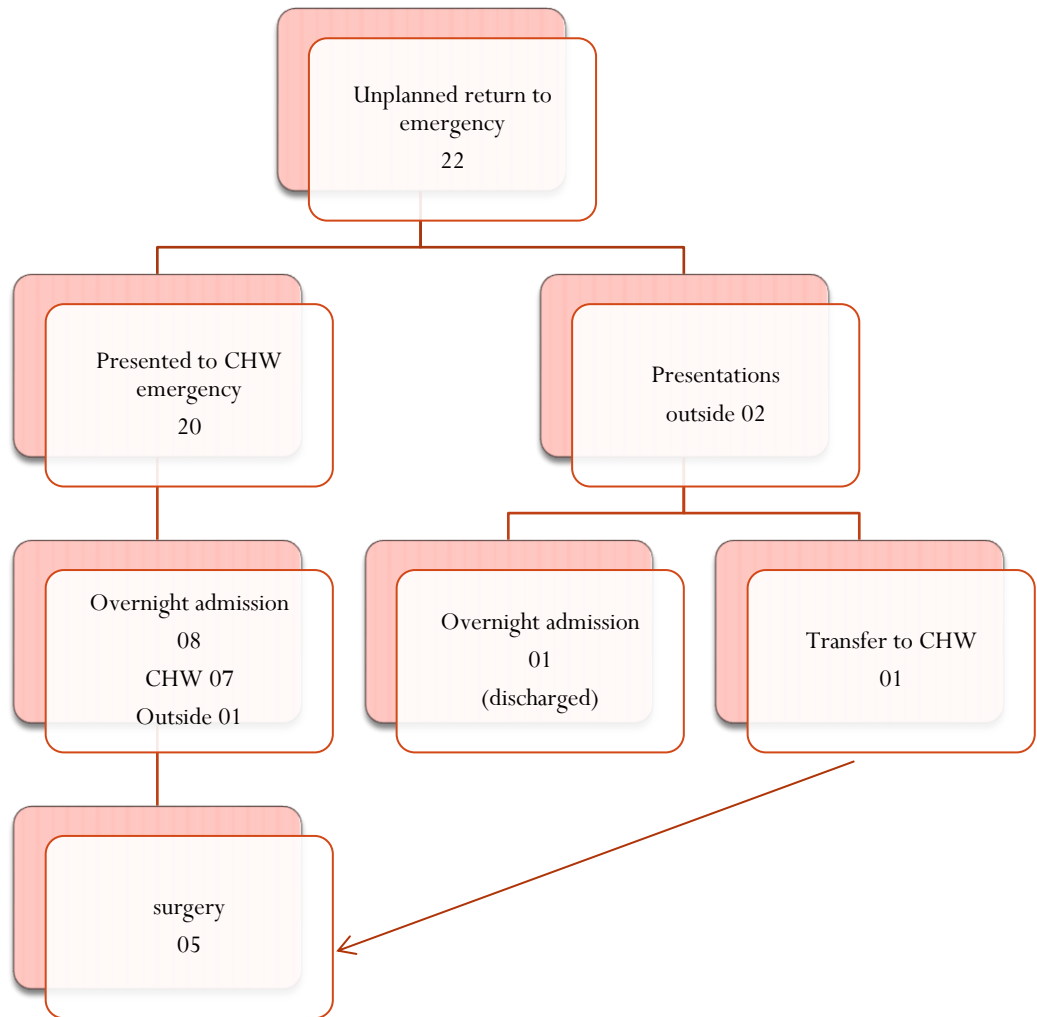 Unplanned return to
emergency
22
Presented to CHW
emergency
20
Presentations
outside 02
Overnight admission
08
CHW 07
Outside 01
Overnight admission
01
(discharged)
Transfer to CHW
01
surgery
05